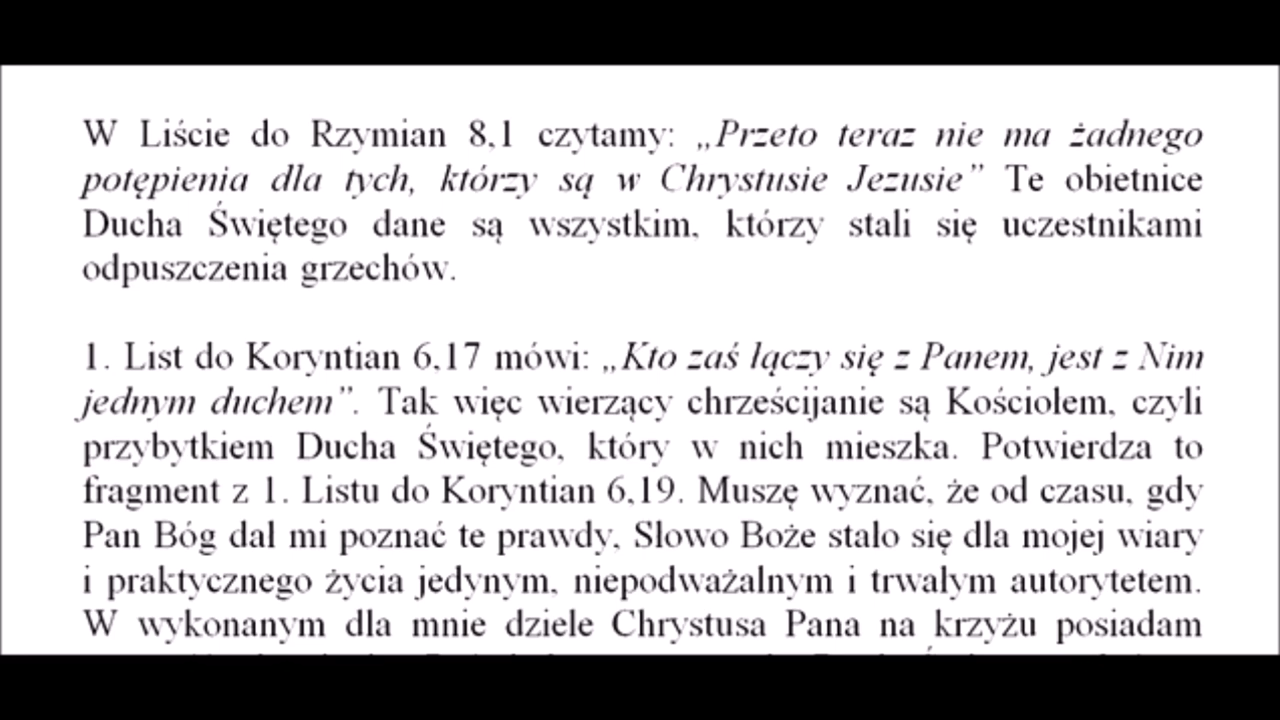 W Liście do Rzymian 8,1 czytamy: „Przeto teraz nie ma żadnego
potępienia dla tych, którzy są w Chrystusie Jezusie” Te obietnice
Ducha Świętego dane są wszystkim, którzy stali się uczestnikami
odpuszczenia grzechów.
1. List do Koryntian 6,17 mówi: „Kto zaś łączy się z Panem, jest z Nim
jednym duchem”. Tak więc wierzący chrześcijanie są Kościołem, czyli
przybytkiem Ducha Świętego, który w nich mieszka. Potwierdza to
fragment z 1. Listu do Koryntian 6,19. Muszę wyznać, że od czasu, gdy
Pan Bóg dał mi poznać te prawdy, Słowo Boże stało się dla mojej wiary
i praktycznego życia jedynym, niepodważalnym i trwałym autorytetem.
W wykonanym dla mnie dziele Chrystusa Pana na krzyżu posiadam